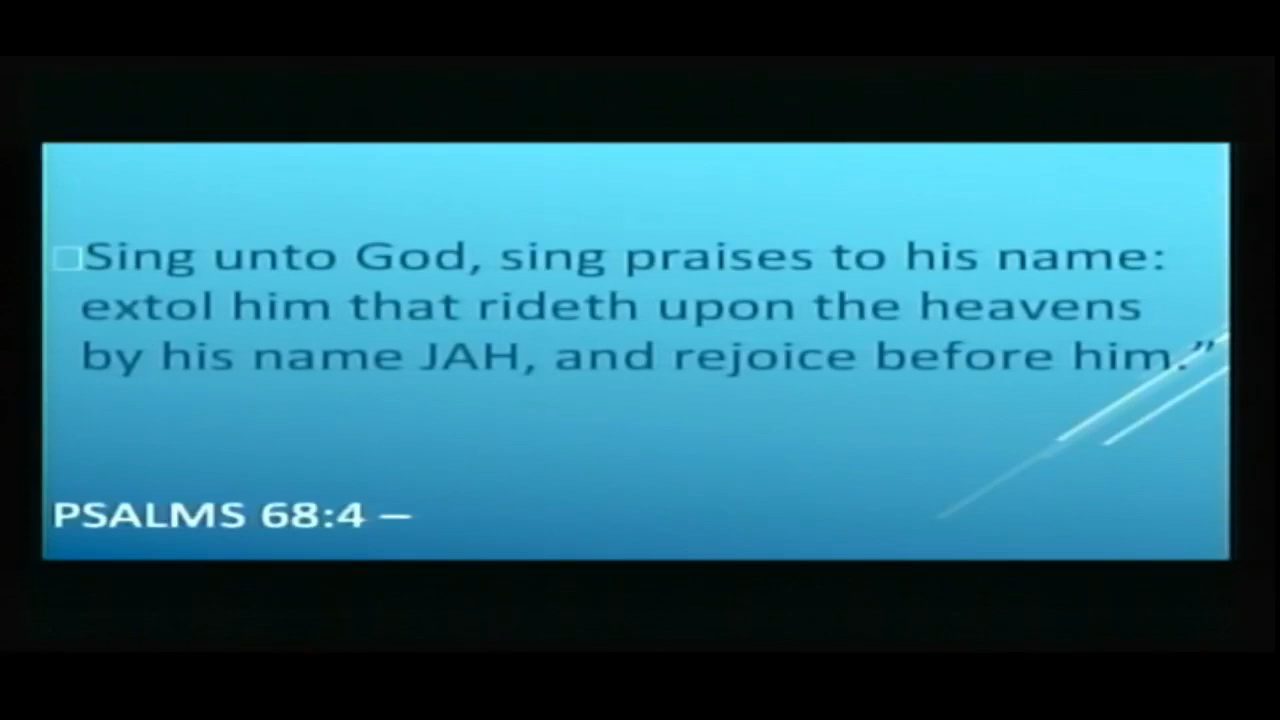 Sing unto God, sing praises to his name:
extol him that rideth upon the heavens
by his name JAH, and rejoice before him.”
PSALMS 68:4 –